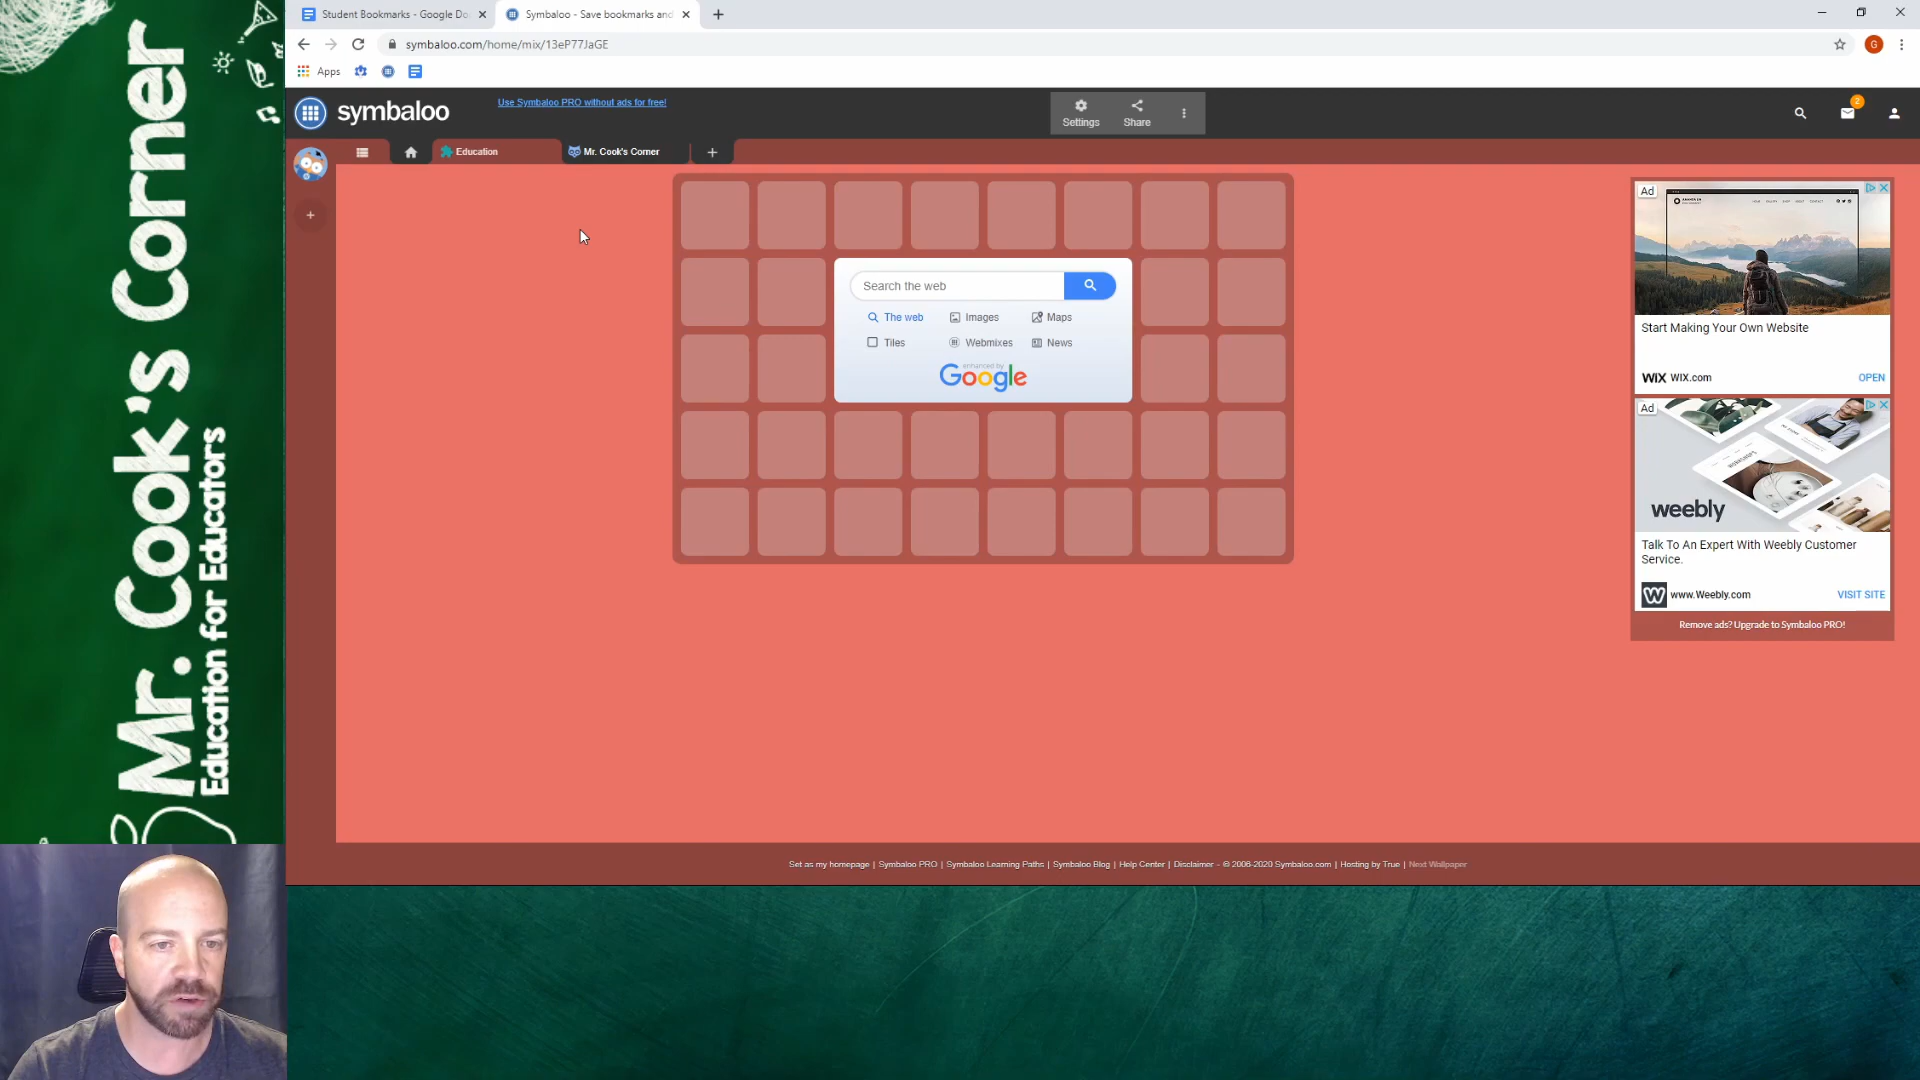 Mr. Cook's Corner
Education for Educators
Student Bookmarks - Google Do
Symbaloo - Save bookmarks and
symbaloo.com/home/mix/13eP77JaGE
G
Apps
symbaloo
Use Symbaloo PRO without ads for free!
Settings
Share
2
Education
Mr. Cook's Corner
Search the web
The web
Images
Maps
Tiles
Webmixes
News
enhanced by
Google
Ad
Start Making Your Own Website
WiX WIX.com
OPEN
Ad
weebly
Talk To An Expert With Weebly Customer
Service.
www.Weebly.com
VISIT SITE
Remove ads? Upgrade to Symbaloo PRO!
Set as my homepage | Symbaloo PRO | Symbaloo Learning Paths | Symbaloo Blog | Help Center | Disclaimer - © 2008-2020 Symbaloo.com | Hosting by True | Next Wallpaper